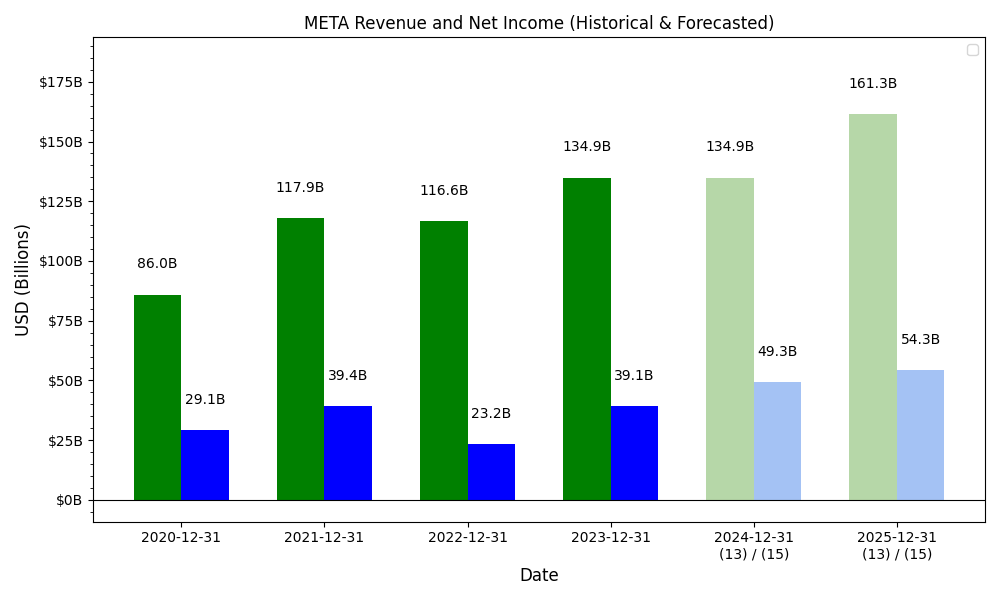 META Revenue and Net Income (Historical & Forecasted)
USD (Billions)
$175B
$150B
$125B
$100B
$75B
$50B
$25B
$0B
86.0B
29.1B
117.9B
39.4B
116.6B
23.2B
134.9B
39.1B
134.9B
49.3B
161.3B
54.3B
2020-12-31
2021-12-31
2022-12-31
2023-12-31
2024-12-31
(13) / (15)
2025-12-31
(13) / (15)
Date